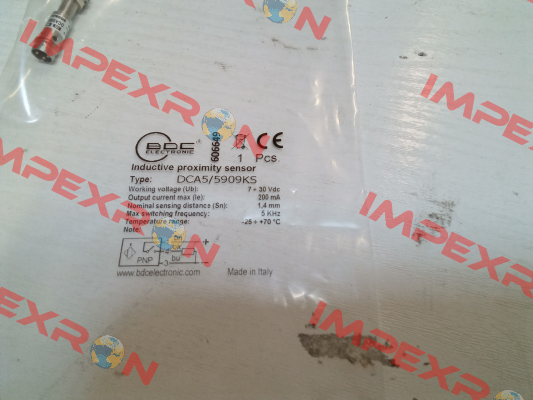 BDC
ELECTRONIC
606649
CE
1 Pcs.
Inductive proximity sensor
Type: DCA5/5909KS
Working voltage (Ub): 7 ÷ 30 Vdc
Output current max (Ie): 200 mA
Nominal sensing distance (Sn): 1,4 mm
Max switching frequency: 5 KHz
Temperature range: -25 ÷ +70 °C
Note:
PNP
bu
www.bdcelectronic.com
Made in Italy
IMPEXRON
IMPEXRON
IMPEXRON
IMPEXRON
IMPEXRON